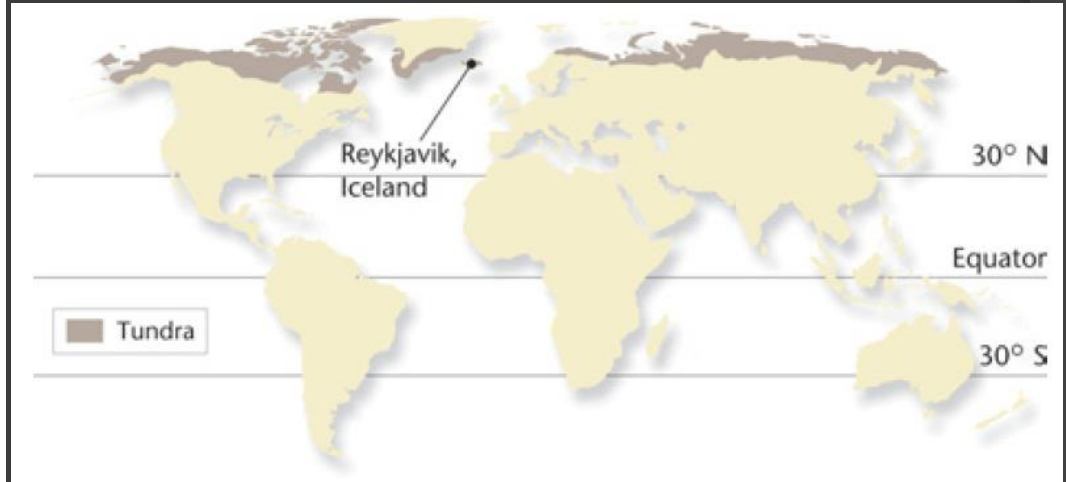 Reykjavik,
Iceland
30° N
Equator
Tundra
30° S